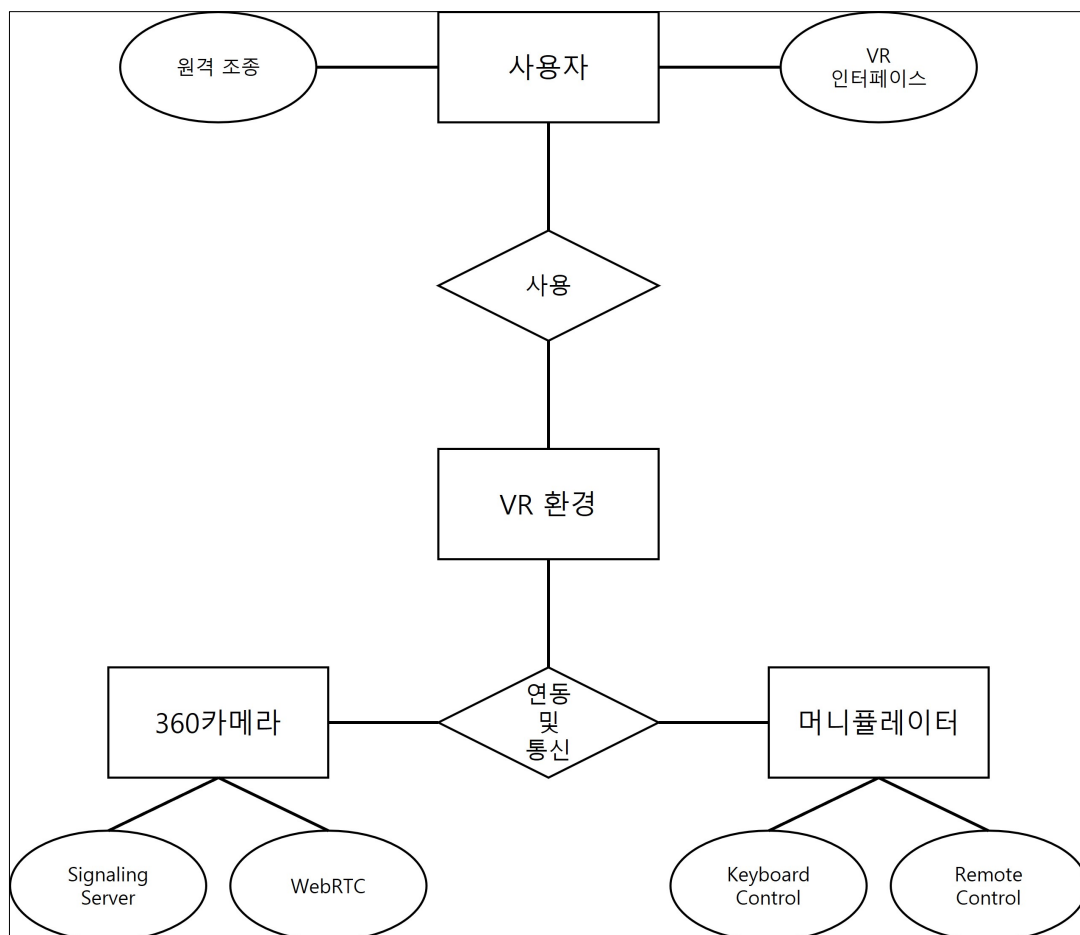 원격 조종
사용자
VR
인터페이스
사용
VR 환경
360카메라
연동
및
통신
머니퓰레이터
Signaling
Server
WebRTC
Keyboard
Control
Remote
Control